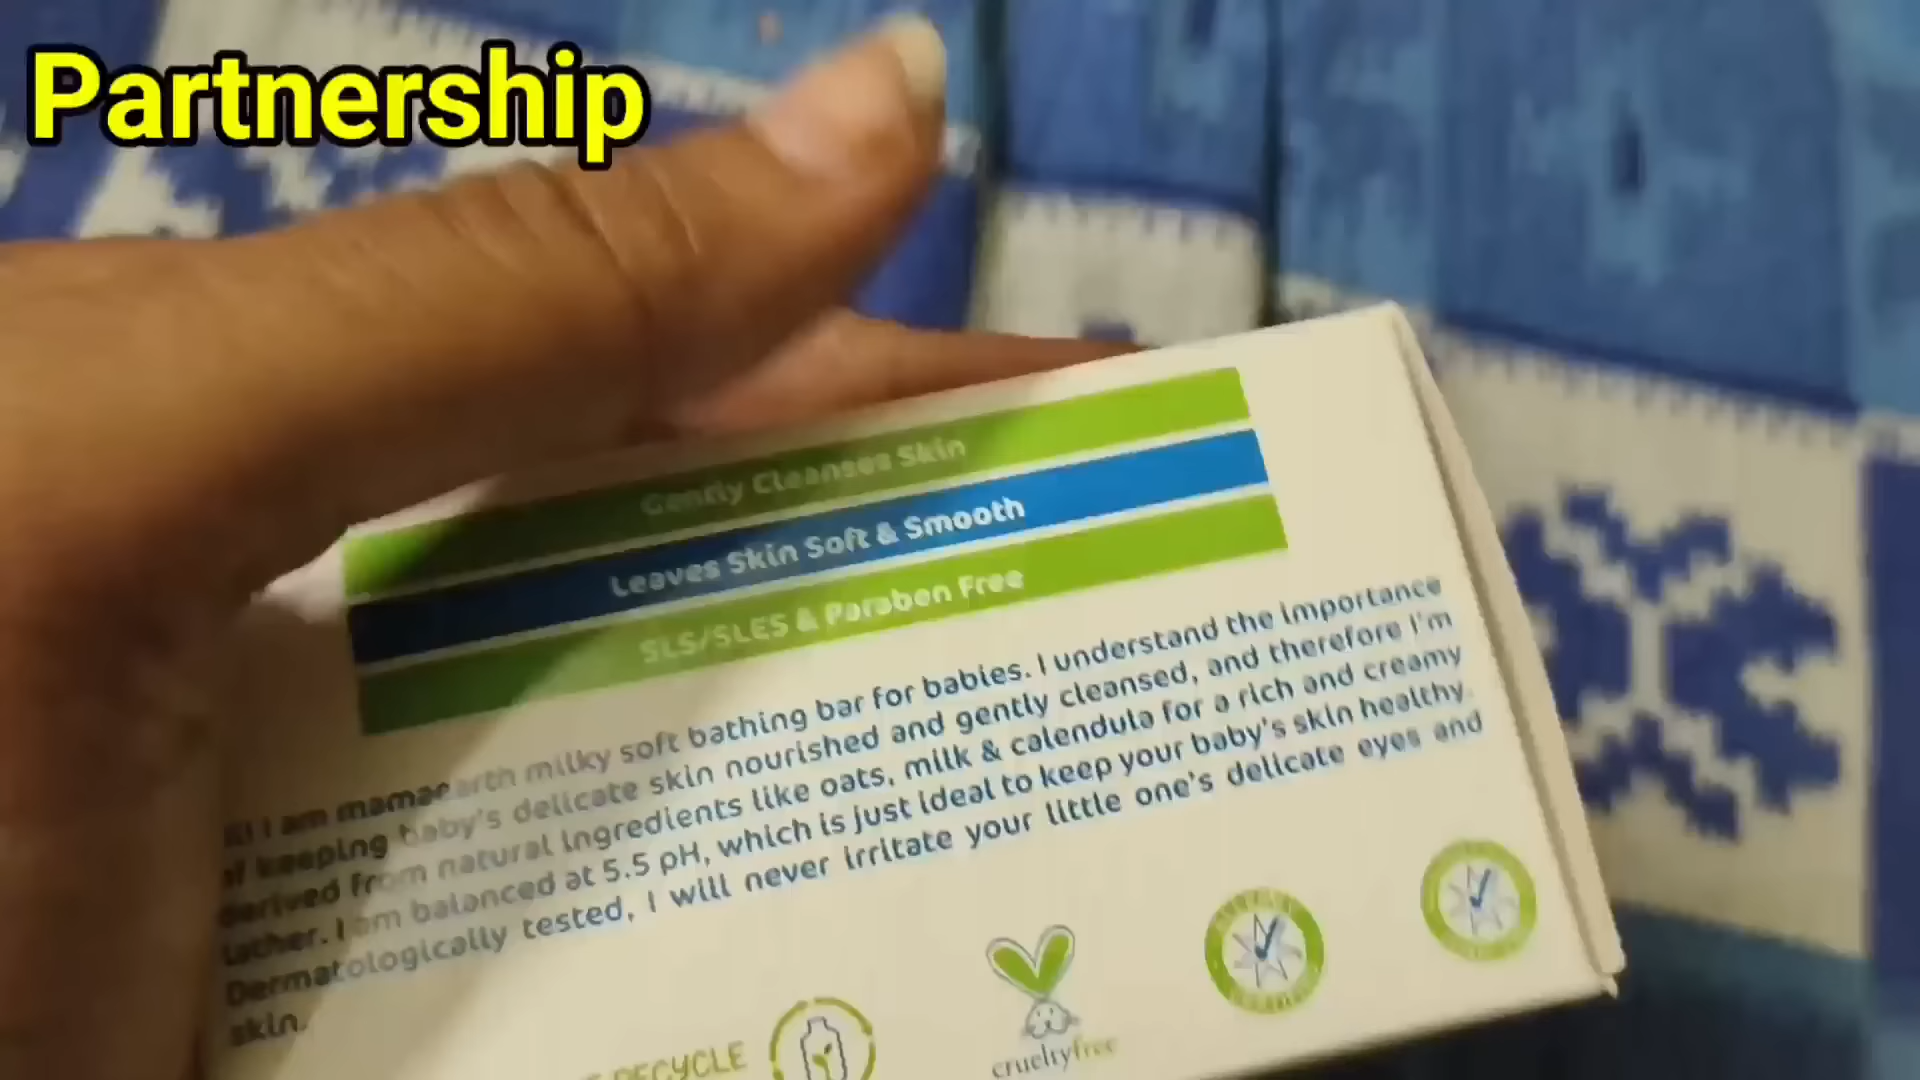 Partnership
Gently Cleanses Skin
Leaves Skin Soft & Smooth
SLS/SLES & Paraben Free
I am mamaearth milky soft bathing bar for babies. I understand the importance
of keeping baby's delicate skin nourished and gently cleansed, and therefore I'm
derived from natural ingredients like oats, milk & calendula for a rich and creamy
lather. I am balanced at 5.5 pH, which is just ideal to keep your baby's skin healthy.
Dermatologically tested, I will never irritate your little one's delicate eyes and
skin.
RECYCLE
crueltyfree